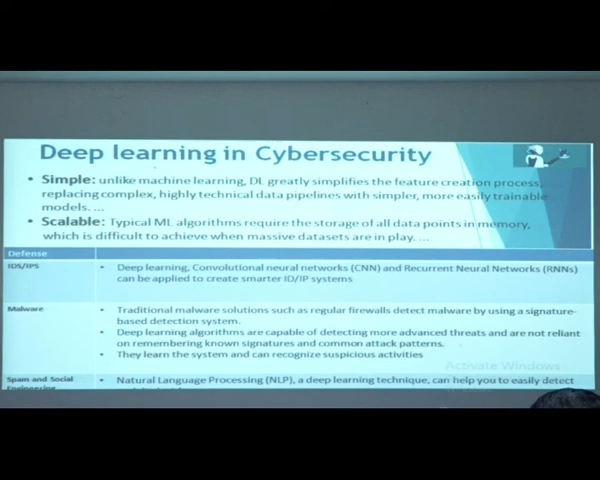 Deep learning in Cybersecurity
• Simple: unlike machine learning, DL greatly simplifies the feature creation process,
replacing complex, highly technical data pipelines with simpler, more easily trainable
models. ...
• Scalable: Typical ML algorithms require the storage of all data points in memory,
which is difficult to achieve when massive datasets are in play. ...
Defense
IDS/IPS
• Deep learning, Convolutional neural networks (CNN) and Recurrent Neural Networks (RNNs)
can be applied to create smarter ID/IP systems
Malware
• Traditional malware solutions such as regular firewalls detect malware by using a signature-
based detection system.
• Deep learning algorithms are capable of detecting more advanced threats and are not reliant
on remembering known signatures and common attack patterns.
• They learn the system and can recognize suspicious activities
Activate Windows
Spam and Social
Engineering
• Natural Language Processing (NLP), a deep learning technique, can help you to easily detect